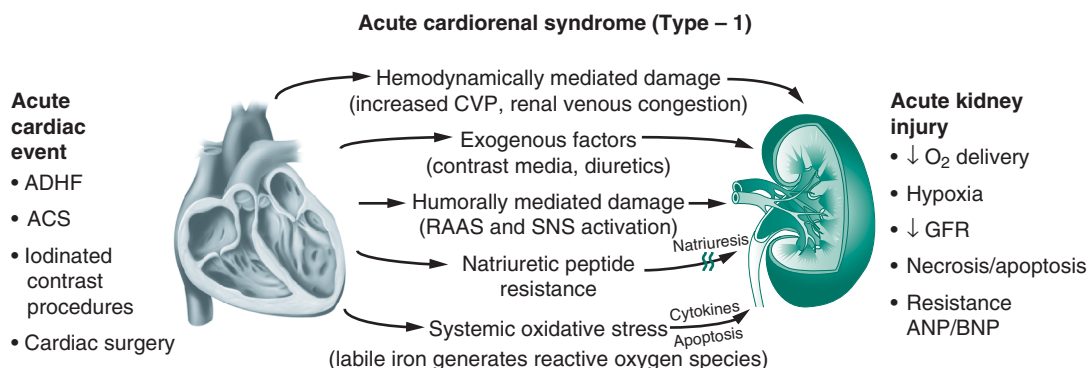 Acute cardiorenal syndrome (Type – 1)
Acute
cardiac
event
• ADHF
• ACS
• Iodinated
contrast
procedures
• Cardiac surgery
Hemodynamically mediated damage
(increased CVP, renal venous congestion)
Exogenous factors
(contrast media, diuretics)
Humorally mediated damage
(RAAS and SNS activation)
Natriuretic peptide
resistance
Natriuresis
Systemic oxidative stress
(labile iron generates reactive oxygen species)
Cytokines
Apoptosis
Acute kidney
injury
• ↓ O₂ delivery
• Hypoxia
• ↓ GFR
• Necrosis/apoptosis
• Resistance
ANP/BNP